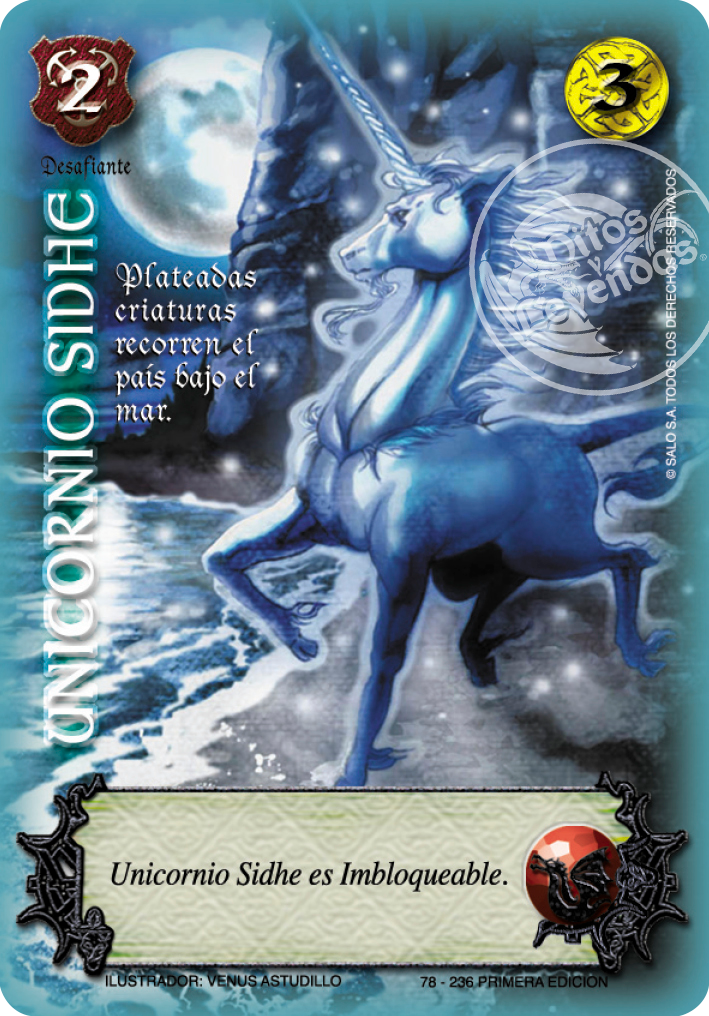 2
3
Desafiante
UNICORNIO SIDHE
Plateadas
criaturas
recorren el
país bajo el
mar.
mitos
y
leyendas
®
© SALO S.A. TODOS LOS DERECHOS RESERVADOS
Unicornio Sidhe es Imbloqueable.
ILUSTRADOR: VENUS ASTUDILLO
78 - 236 PRIMERA EDICION